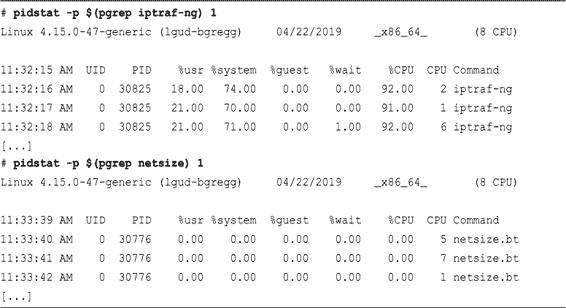 # pidstat -p $(pgrep iptraf-ng) 1
Linux 4.15.0-47-generic (lgud-bgregg) 04/22/2019 _x86_64_ (8 CPU)
11:32:15 AM UID PID %usr %system %guest %wait %CPU CPU Command
11:32:16 AM 0 30825 18.00 74.00 0.00 0.00 92.00 2 iptraf-ng
11:32:17 AM 0 30825 21.00 70.00 0.00 0.00 91.00 1 iptraf-ng
11:32:18 AM 0 30825 21.00 71.00 0.00 1.00 92.00 6 iptraf-ng
[...]
# pidstat -p $(pgrep netsize) 1
Linux 4.15.0-47-generic (lgud-bgregg) 04/22/2019 _x86_64_ (8 CPU)
11:33:39 AM UID PID %usr %system %guest %wait %CPU CPU Command
11:33:40 AM 0 30776 0.00 0.00 0.00 0.00 0.00 5 netsize.bt
11:33:41 AM 0 30776 0.00 0.00 0.00 0.00 0.00 7 netsize.bt
11:33:42 AM 0 30776 0.00 0.00 0.00 0.00 0.00 1 netsize.bt
[...]